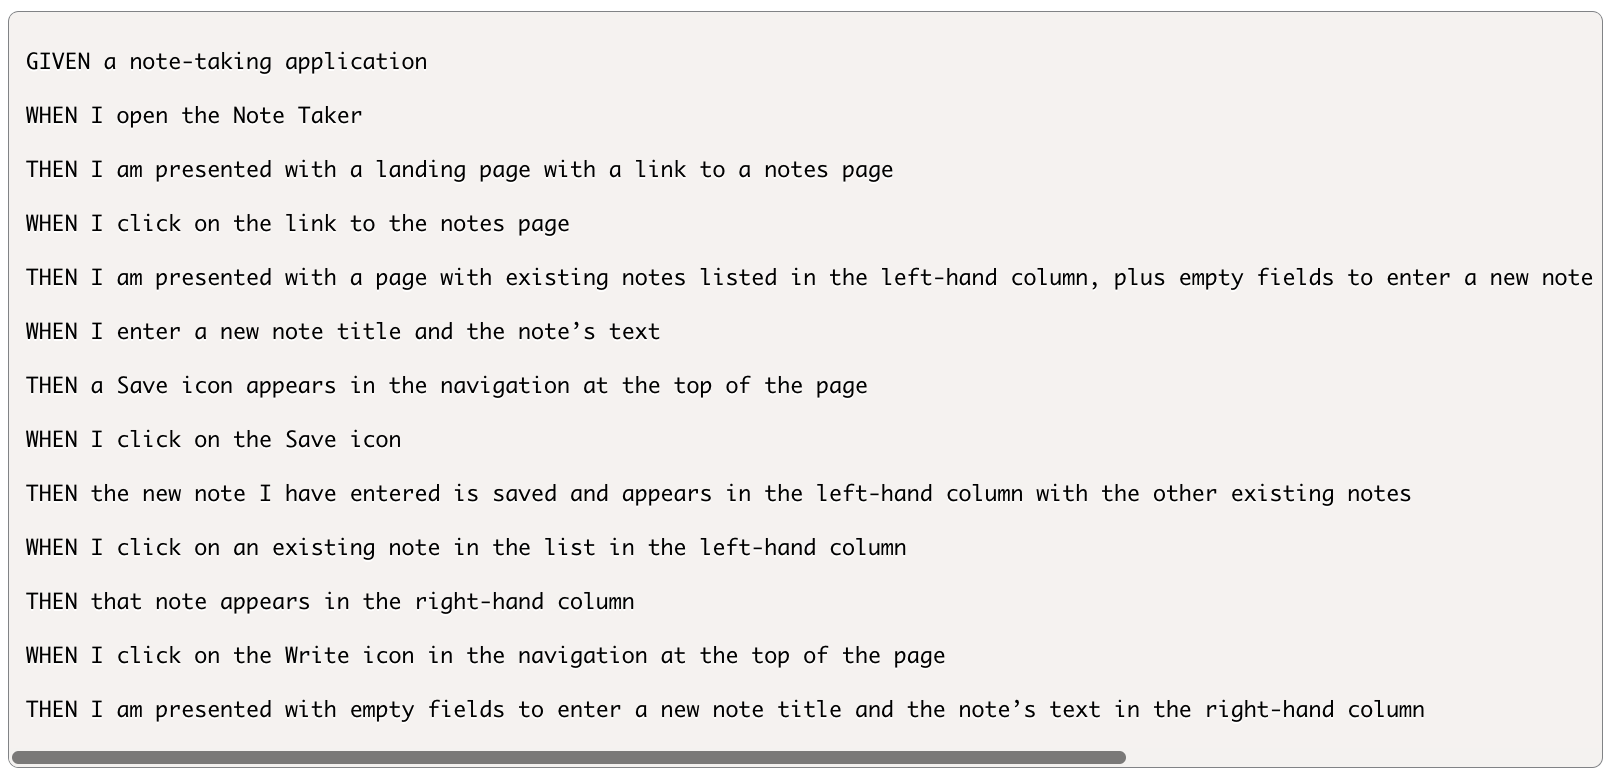 GIVEN a note-taking application
WHEN I open the Note Taker
THEN I am presented with a landing page with a link to a notes page
WHEN I click on the link to the notes page
THEN I am presented with a page with existing notes listed in the left-hand column, plus empty fields to enter a new note
WHEN I enter a new note title and the note’s text
THEN a Save icon appears in the navigation at the top of the page
WHEN I click on the Save icon
THEN the new note I have entered is saved and appears in the left-hand column with the other existing notes
WHEN I click on an existing note in the list in the left-hand column
THEN that note appears in the right-hand column
WHEN I click on the Write icon in the navigation at the top of the page
THEN I am presented with empty fields to enter a new note title and the note’s text in the right-hand column